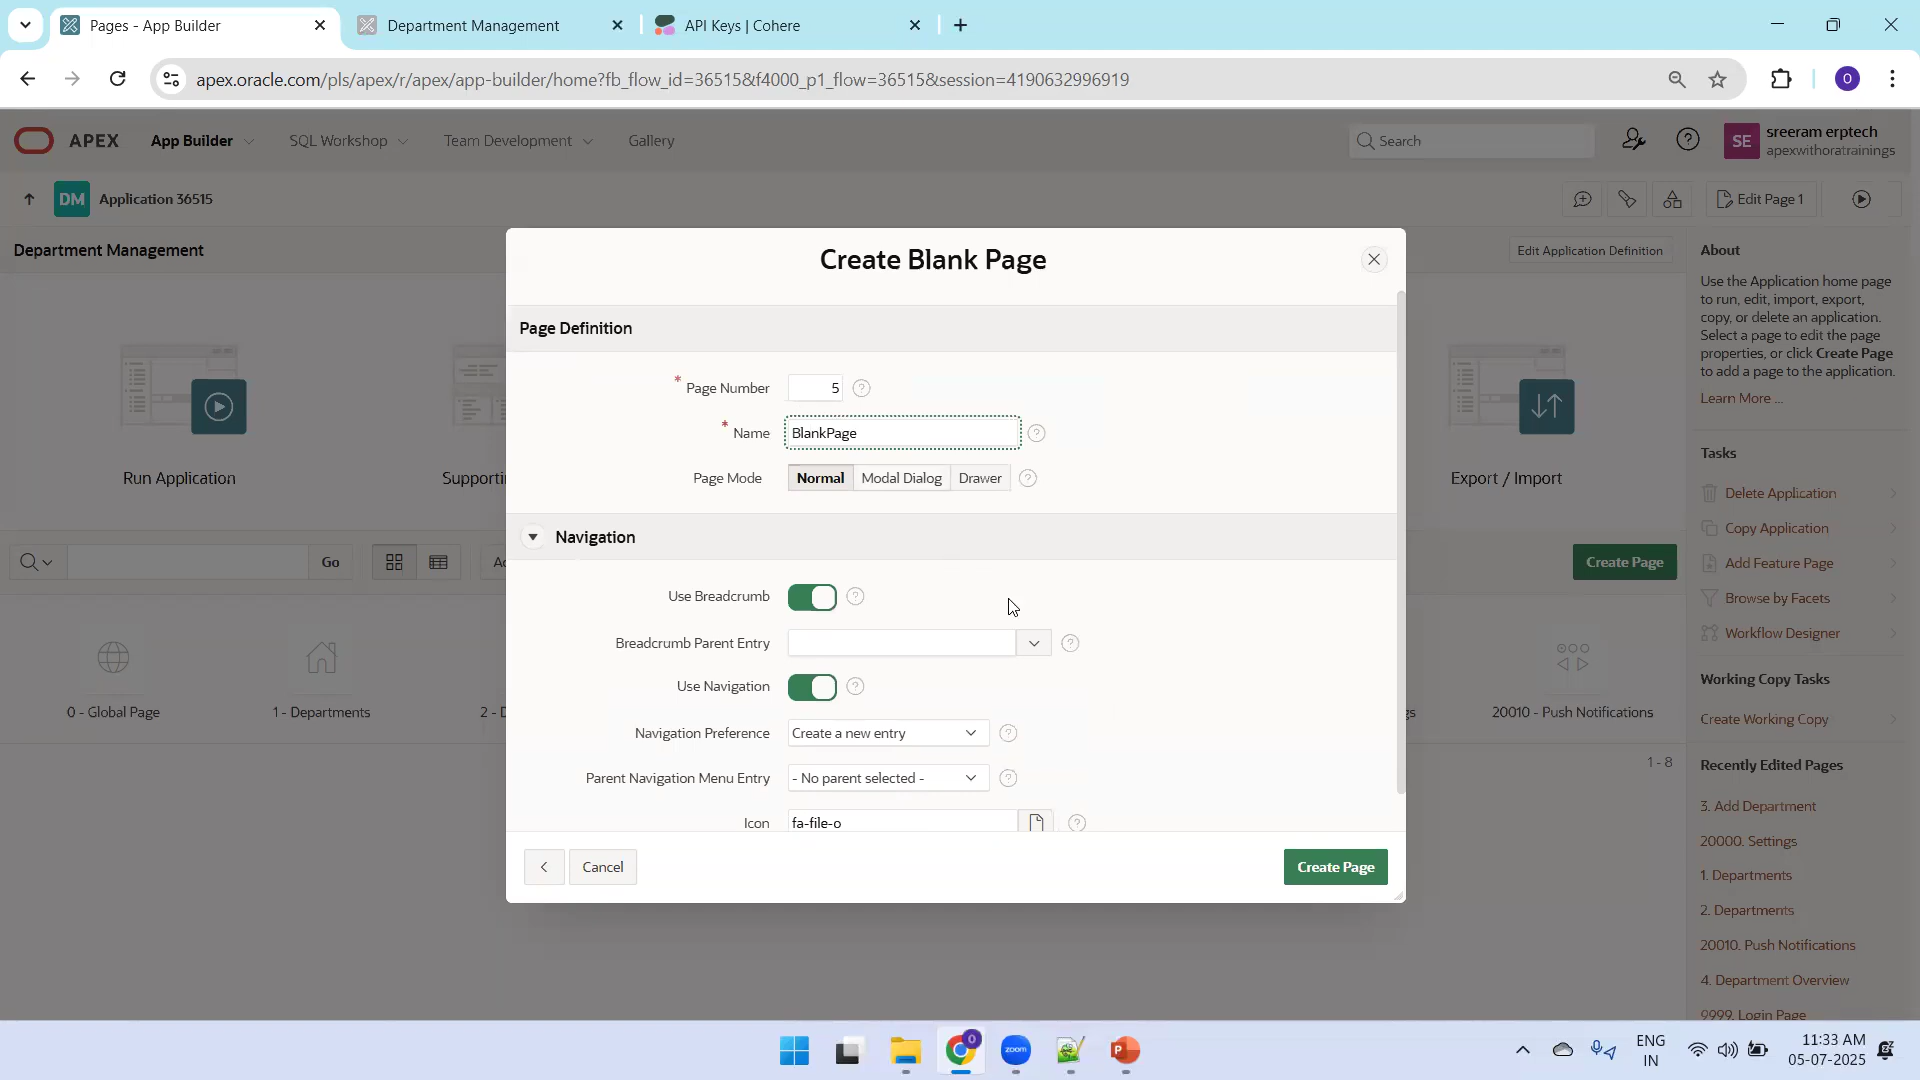 Pages - App Builder
Department Management
API Keys | Cohere
apex.oracle.com/pls/apex/r/apex/app-builder/home?fb_flow_id=36515&f4000_p1_flow=36515&session=4190632996919
O
APEX
App Builder
SQL Workshop
Team Development
Gallery
Search
SE
sreeram erptech
apexwithoratrainings
DM
Application 36515
Edit Page 1
Department Management
Edit Application Definition
About
Use the Application home page
to run, edit, import, export,
copy, or delete an application.
Select a page to edit the page
properties, or click Create Page
to add a page to the application.
Learn More ...
Run Application
Supporti
Export / Import
Go
Create Page
0 - Global Page
1 - Departments
2 - D
gs
20010 - Push Notifications
1 - 8
Tasks
Delete Application
Copy Application
Add Feature Page
Browse by Facets
Workflow Designer
Working Copy Tasks
Create Working Copy
Recently Edited Pages
3. Add Department
20000. Settings
1. Departments
2. Departments
20010. Push Notifications
4. Department Overview
9999. Login Page
Create Blank Page
Page Definition
* Page Number
5
* Name
BlankPage
Page Mode
Normal
Modal Dialog
Drawer
Navigation
Use Breadcrumb
Breadcrumb Parent Entry
Use Navigation
Navigation Preference
Create a new entry
Parent Navigation Menu Entry
- No parent selected -
Icon
fa-file-o
Cancel
Create Page
zoom
ENG
IN
11:33 AM
05-07-2025